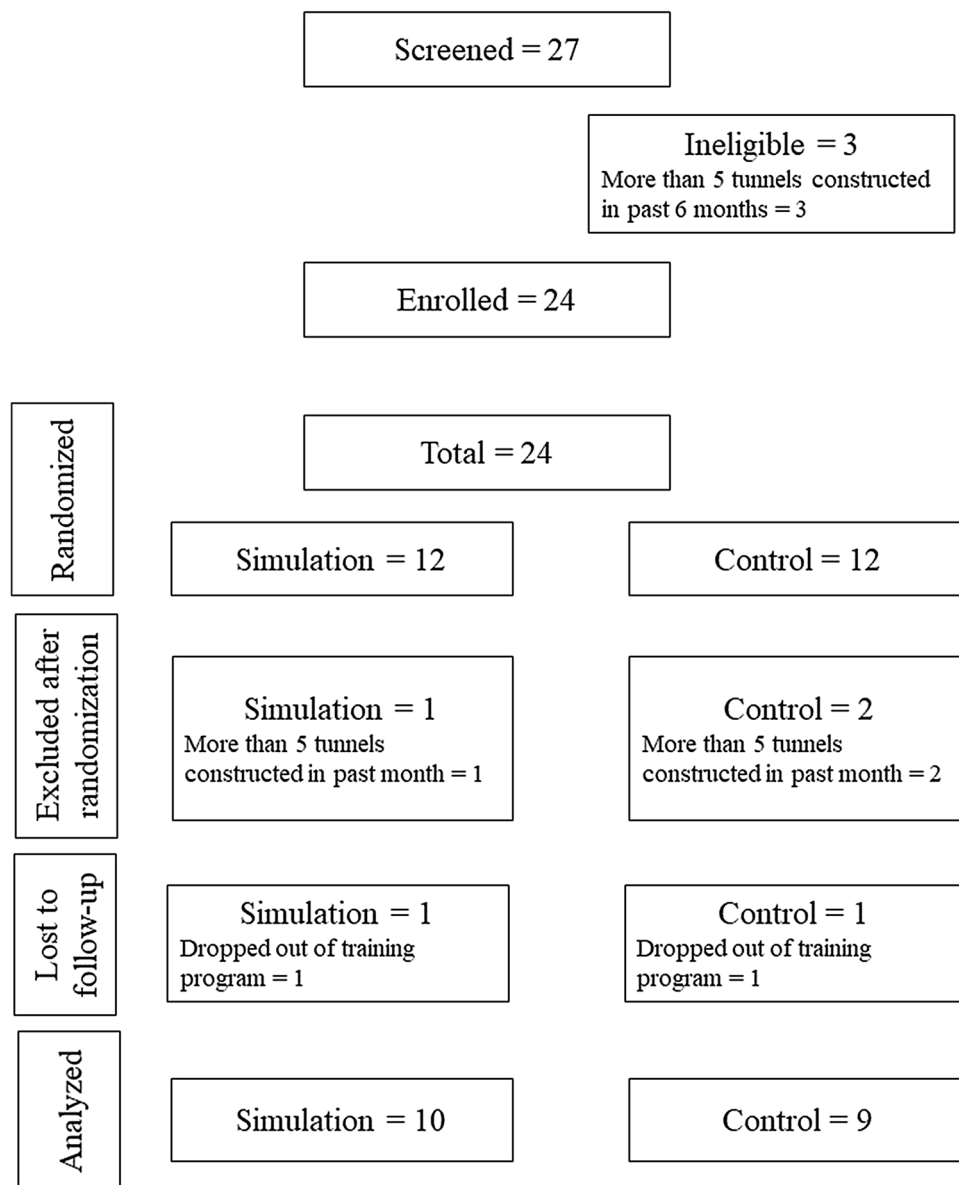 Screened = 27
Ineligible = 3
More than 5 tunnels constructed
in past 6 months = 3
Enrolled = 24
Randomized
Total = 24
Simulation = 12
Control = 12
Excluded after
randomization
Simulation = 1
More than 5 tunnels
constructed in past month = 1
Control = 2
More than 5 tunnels
constructed in past month = 2
Lost to
follow-up
Simulation = 1
Dropped out of training
program = 1
Control = 1
Dropped out of training
program = 1
Analyzed
Simulation = 10
Control = 9